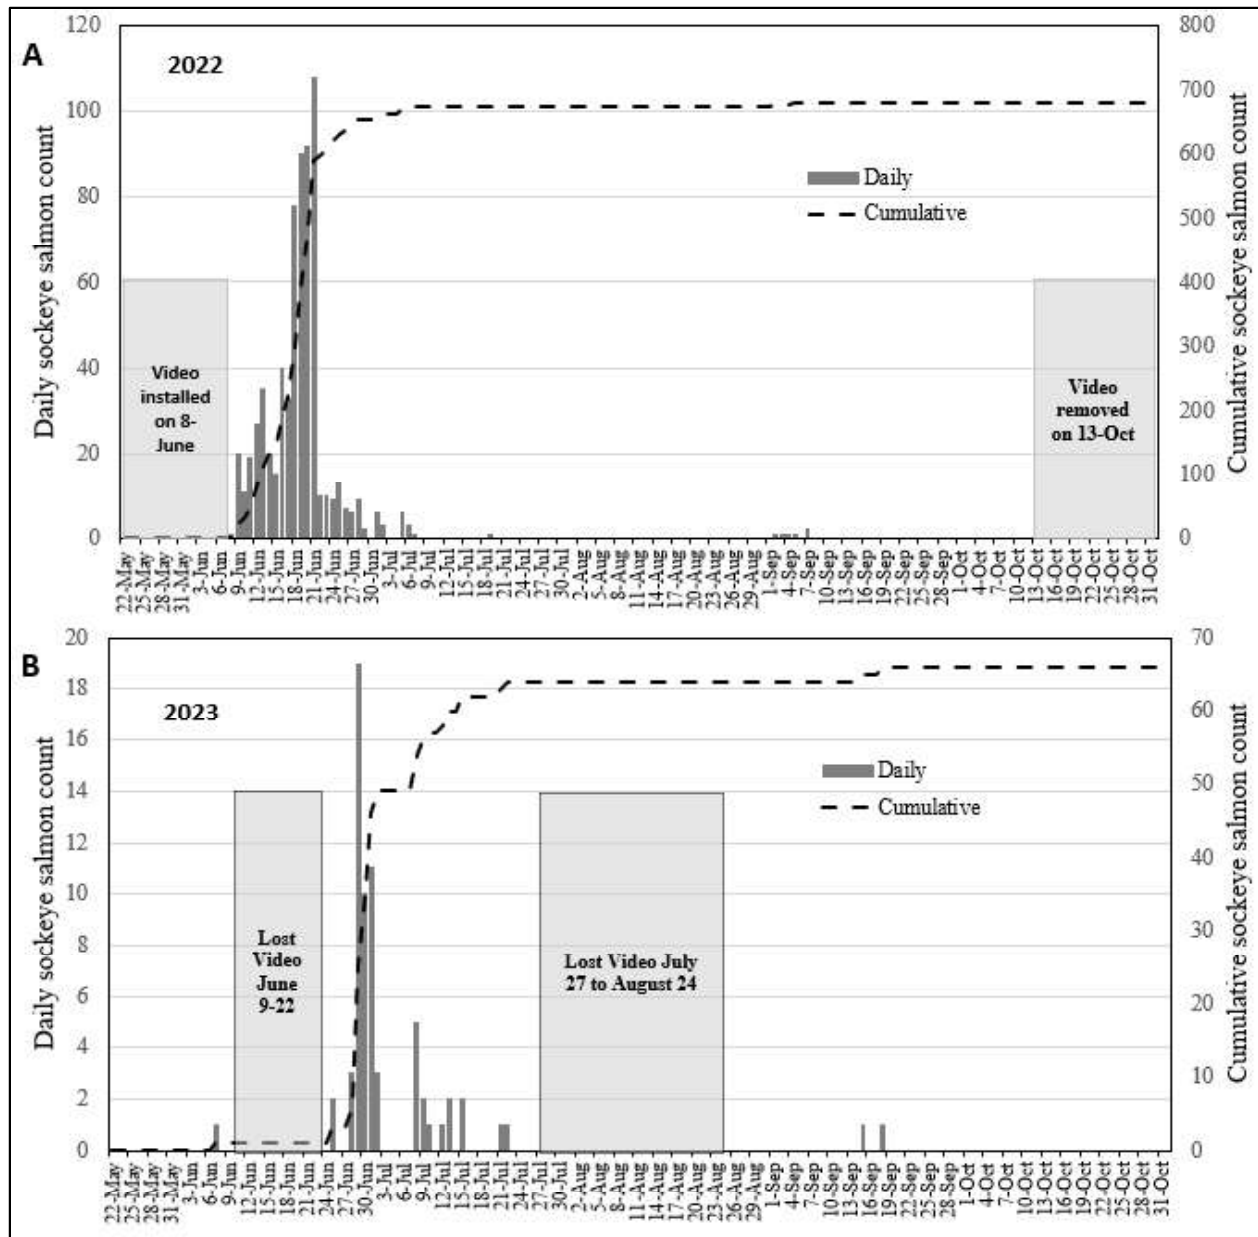 A
2022
120
100
80
60
40
20
0
800
700
600
500
400
300
200
100
0
Daily sockeye salmon count
Cumulative sockeye salmon count
Daily
Cumulative
Video
installed
on 8-
June
Video
removed
on 13-Oct
22-May
25-May
28-May
31-May
3-Jun
6-Jun
9-Jun
12-Jun
15-Jun
18-Jun
21-Jun
24-Jun
27-Jun
30-Jun
3-Jul
6-Jul
9-Jul
12-Jul
15-Jul
18-Jul
21-Jul
24-Jul
27-Jul
30-Jul
2-Aug
5-Aug
8-Aug
11-Aug
14-Aug
17-Aug
20-Aug
23-Aug
26-Aug
29-Aug
1-Sep
4-Sep
7-Sep
10-Sep
13-Sep
16-Sep
19-Sep
22-Sep
25-Sep
28-Sep
1-Oct
4-Oct
7-Oct
10-Oct
13-Oct
16-Oct
19-Oct
22-Oct
25-Oct
28-Oct
31-Oct
B
2023
20
18
16
14
12
10
8
6
4
2
0
70
60
50
40
30
20
10
0
Daily sockeye salmon count
Cumulative sockeye salmon count
Daily
Cumulative
Lost
Video
June
9-22
Lost Video July
27 to August 24
22-May
25-May
28-May
31-May
3-Jun
6-Jun
9-Jun
12-Jun
15-Jun
18-Jun
21-Jun
24-Jun
27-Jun
30-Jun
3-Jul
6-Jul
9-Jul
12-Jul
15-Jul
18-Jul
21-Jul
24-Jul
27-Jul
30-Jul
2-Aug
5-Aug
8-Aug
11-Aug
14-Aug
17-Aug
20-Aug
23-Aug
26-Aug
29-Aug
1-Sep
4-Sep
7-Sep
10-Sep
13-Sep
16-Sep
19-Sep
22-Sep
25-Sep
28-Sep
1-Oct
4-Oct
7-Oct
10-Oct
13-Oct
16-Oct
19-Oct
22-Oct
25-Oct
28-Oct
31-Oct